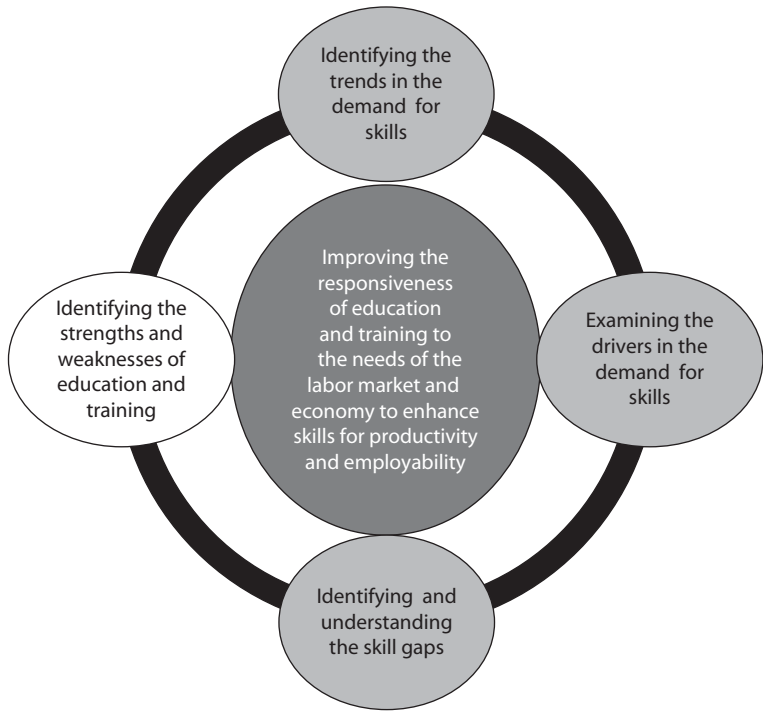 Identifying the
trends in the
demand for
skills
Improving the
responsiveness
of education
and training to
the needs of the
labor market and
economy to enhance
skills for productivity
and employability
Identifying the
strengths and
weaknesses of
education and
training
Examining the
drivers in the
demand for
skills
Identifying and
understanding
the skill gaps